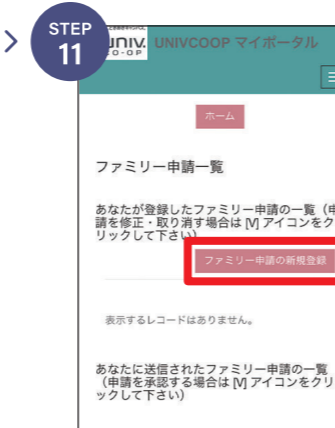 STEP
11
UNIV.
CO-OP
UNIVCOOP マイポータル
ホーム
ファミリー申請一覧
あなたが登録したファミリー申請の一覧（申
請を修正・取り消す場合は [V] アイコンをク
リックして下さい）
ファミリー申請の新規登録
表示するレコードはありません。
あなたに送信されたファミリー申請の一覧
（申請を承認する場合は [V] アイコンをクリ
ックして下さい）